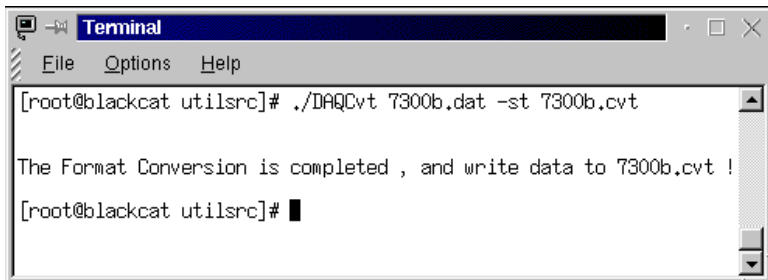 Terminal
File Options Help
[root@blackcat utilsrc]# ./DAQCvt 7300b.dat -st 7300b.cvt
The Format Conversion is completed , and write data to 7300b.cvt !
[root@blackcat utilsrc]#